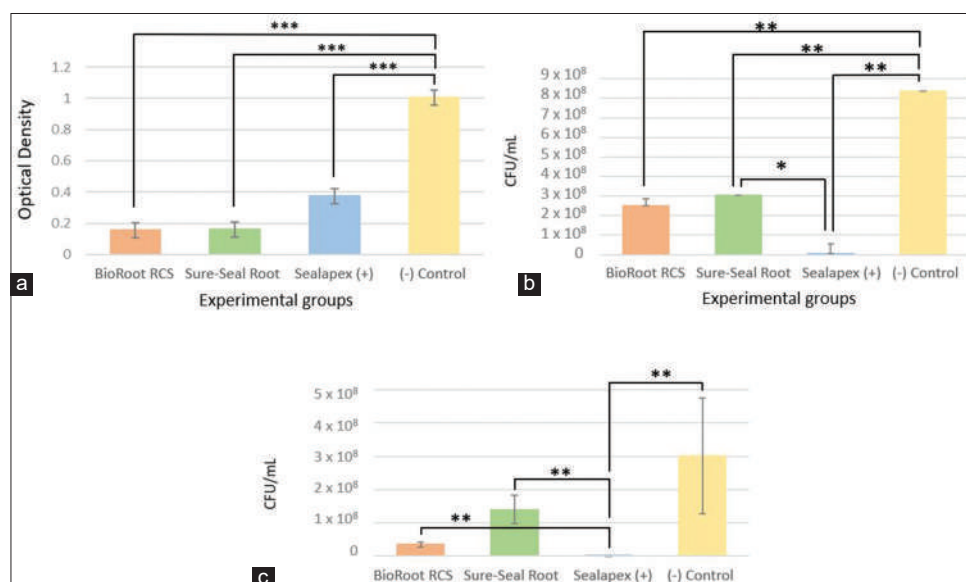 ***
***
***
1.2
1
0.8
0.6
0.4
0.2
0
Optical Density
BioRoot RCS Sure-Seal Root Sealapex (+) (-) Control
Experimental groups
a
**
**
**
*
9 x 10⁸
8 x 10⁸
7 x 10⁸
6 x 10⁸
5 x 10⁸
4 x 10⁸
3 x 10⁸
2 x 10⁸
1 x 10⁸
0
CFU/mL
BioRoot RCS Sure-Seal Root Sealapex (+) (-) Control
Experimental groups
b
**
**
**
5 x 10⁸
4 x 10⁸
3 x 10⁸
2 x 10⁸
1 x 10⁸
0
CFU/mL
BioRoot RCS Sure-Seal Root Sealapex (+) (-) Control
c